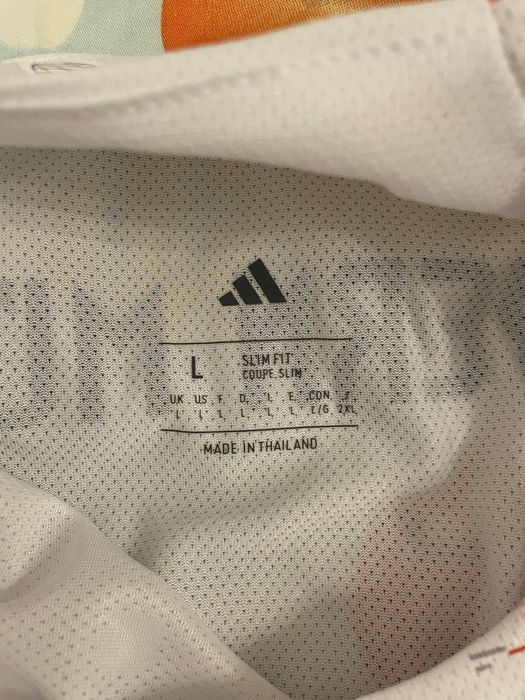 L
SLIM FIT
COUPE SLIM
UK US F D I E CON. J
L L L L L L L/G 2XL
MADE IN THAILAND